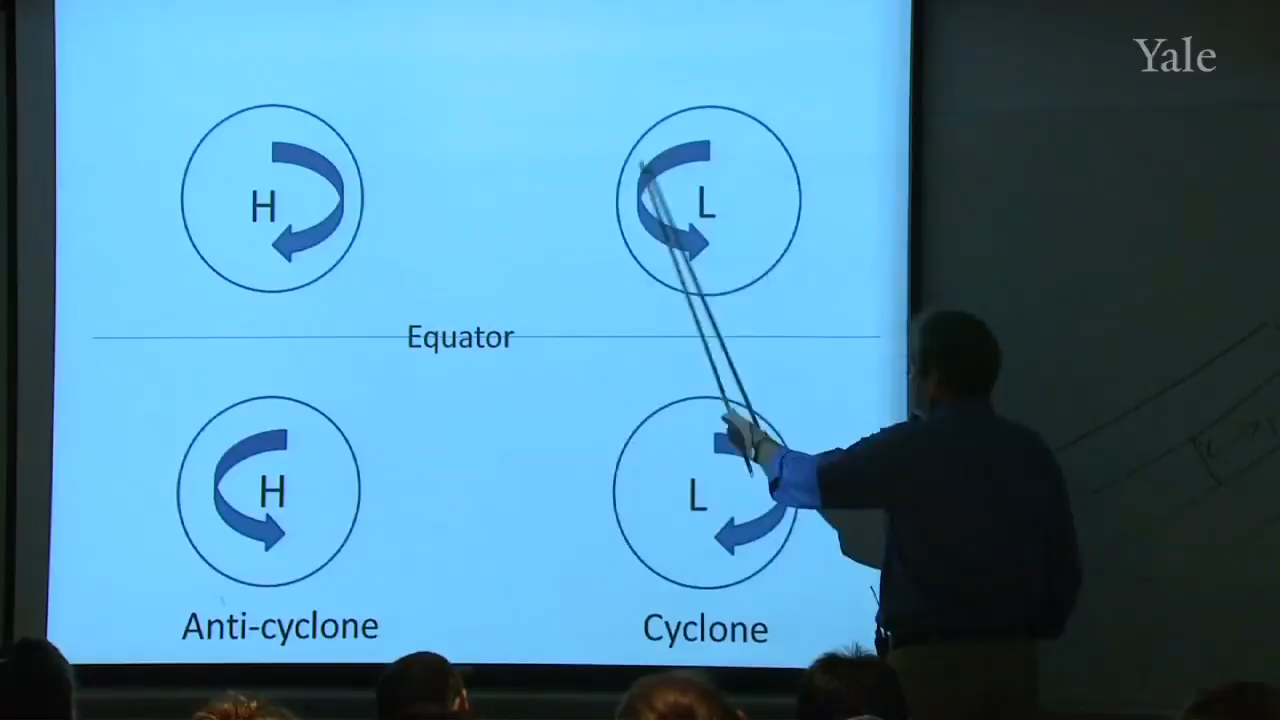 Yale
H
L
Equator
H
L
Anti-cyclone
Cyclone